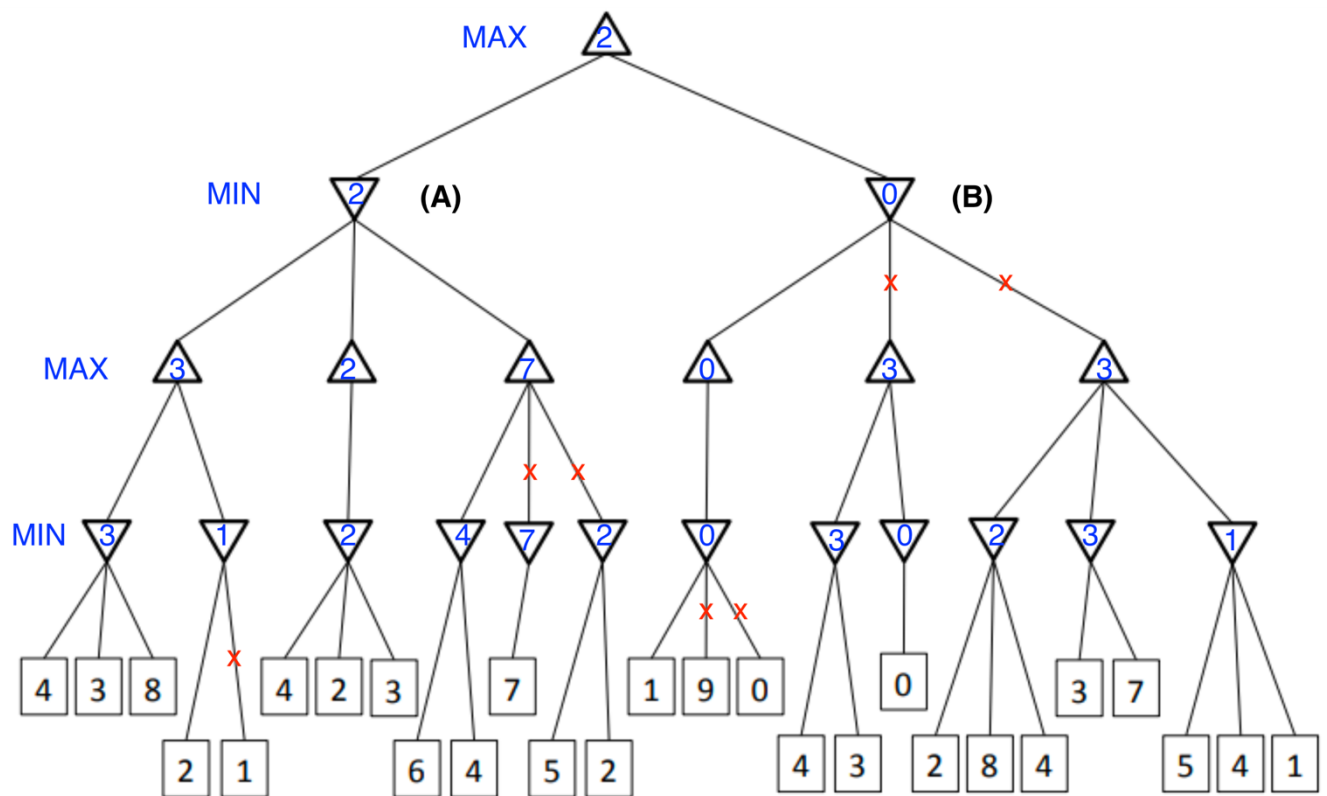 MAX 2
MIN 2 (A) 0 (B)
x x
MAX 3 2 7 0 3 3
x x
MIN 3 1 2 4 7 2 0 3 0 2 3 1
x x
x
4 3 8 4 2 3 7 1 9 0 0 3 7
2 1 6 4 5 2 4 3 2 8 4 5 4 1